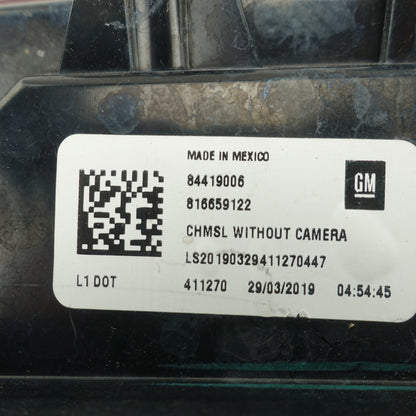 MADE IN MEXICO
84419006
GM
816659122
CHMSL WITHOUT CAMERA
LS20190329411270447
L1 DOT 411270 29/03/2019 04:54:45